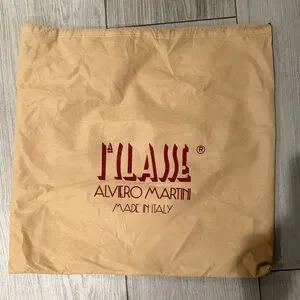 1ª CLASSE ®
ALVIERO MARTINI
MADE IN ITALY